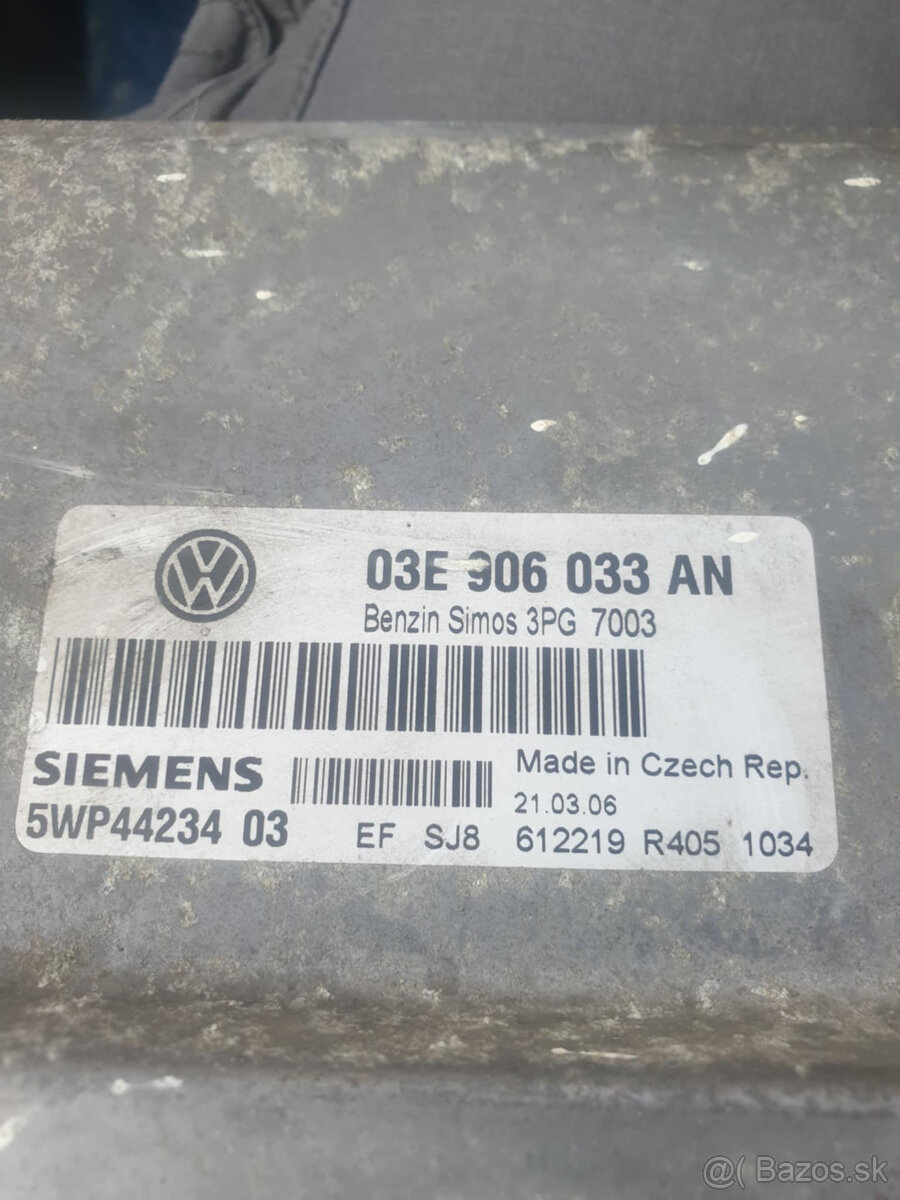 03E 906 033 AN
Benzin Simos 3PG 7003
SIEMENS
Made in Czech Rep.
21.03.06
5WP44234 03
EF SJ8 612219 R405 1034
@( Bazos.sk